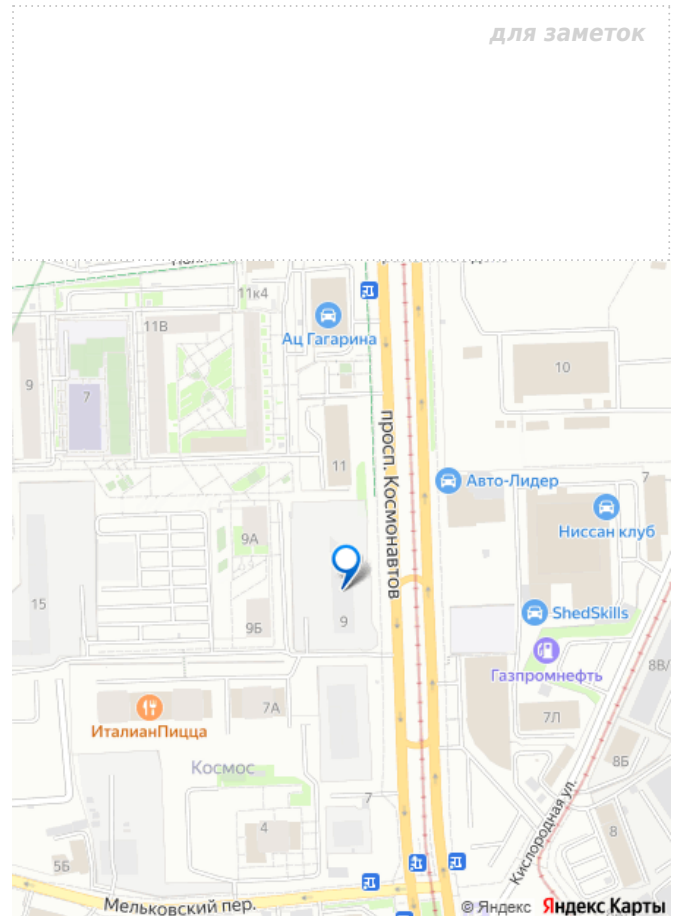 для заметок
11к4
Ац Гагарина
11В
10
9
7
просп. Космонавтов
11
Авто-Лидер
7
Ниссан клуб
9А
15
9
9Б
ShedSkills
Газпромнефть
8В/
7А
ИталианПицца
7Л
8Б
Космос
7
4
Кислородная ул.
8
5Б
Мельковский пер.
© Яндекс Яндекс Карты